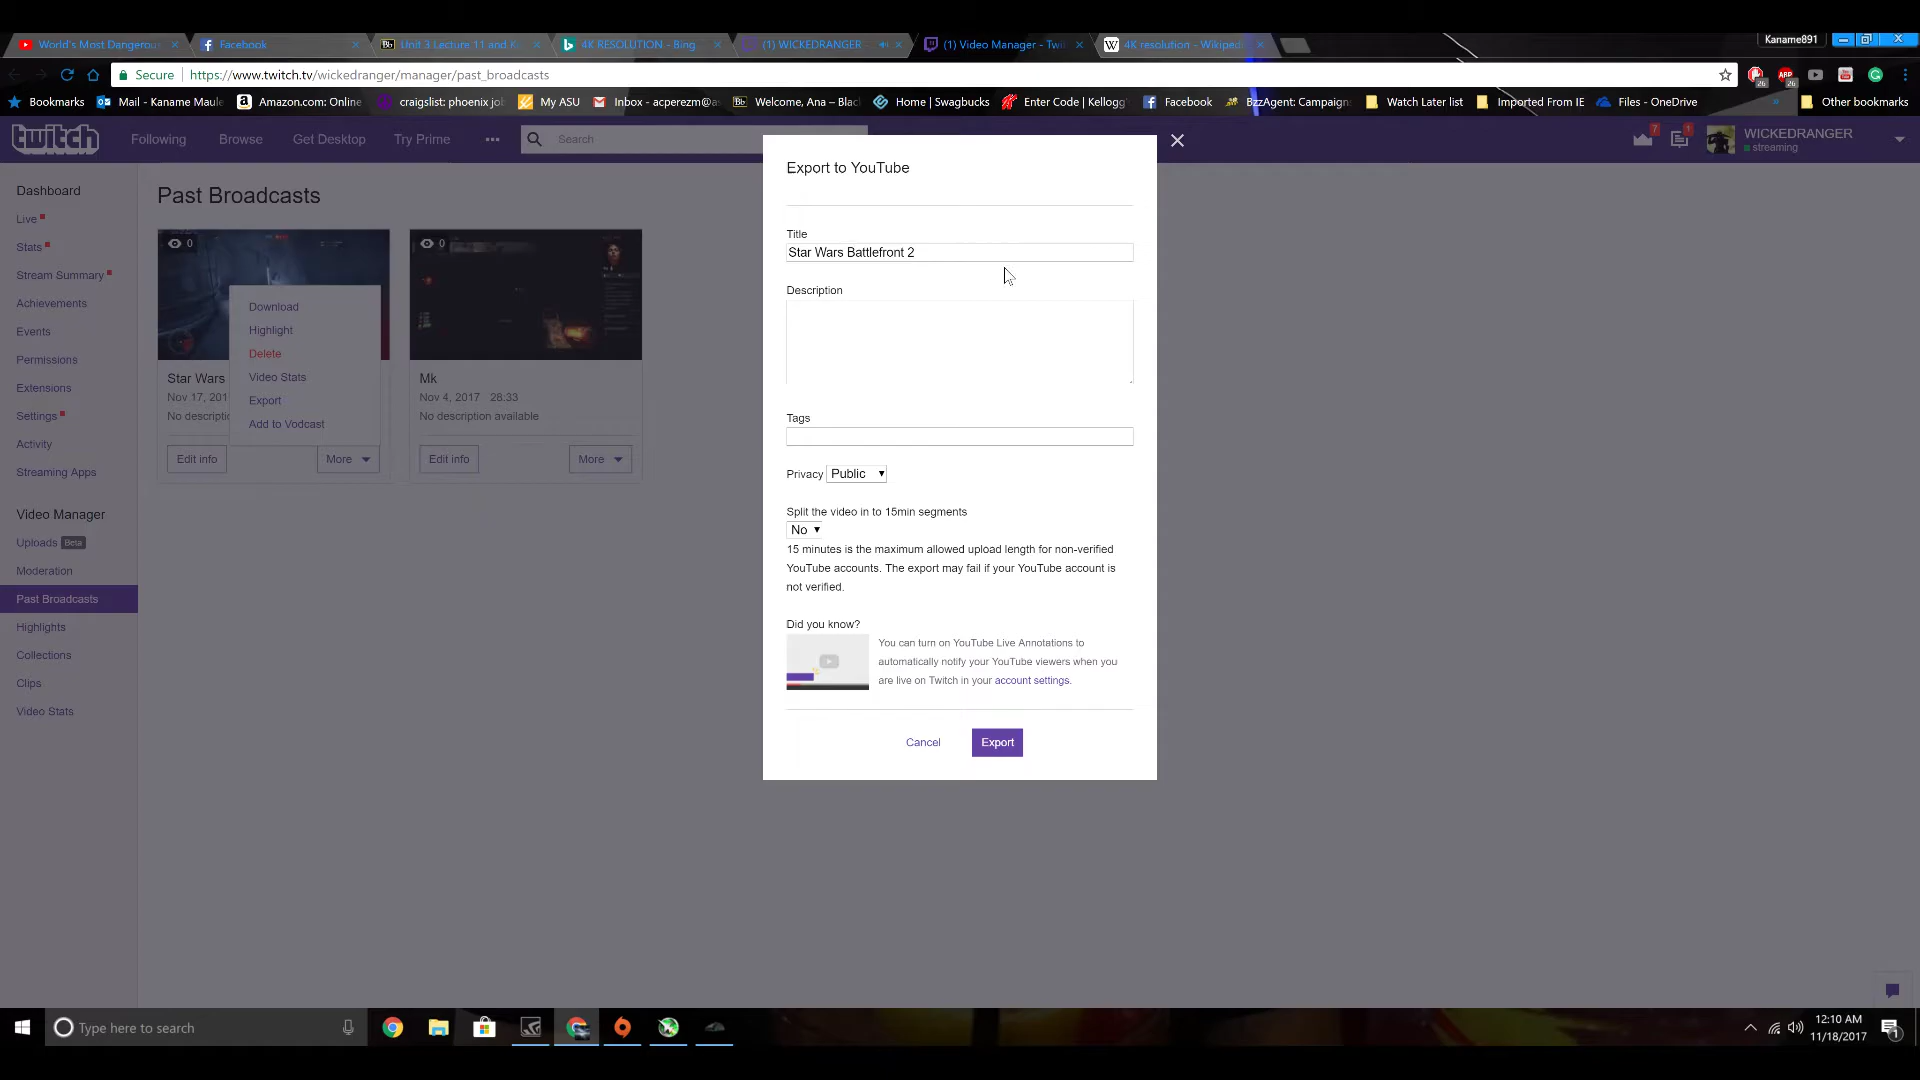 World's Most Dangerou
Facebook
Unit 3 Lecture 11 and K
4K RESOLUTION - Bing
(1) WICKEDRANGER
(1) Video Manager - Twi
4K resolution - Wikiped
Kaname891
Secure
https://www.twitch.tv/wickedranger/manager/past_broadcasts
26
26
Bookmarks
Mail - Kaname Maule
Amazon.com: Online
craigslist: phoenix jo
My ASU
Inbox - acperezm@as
Welcome, Ana – Blac
Home | Swagbucks
Enter Code | Kellogg'
Facebook
BzzAgent: Campaign
Watch Later list
Imported From IE
Files - OneDrive
Other bookmarks
twitch
Following
Browse
Get Desktop
Try Prime
Search
7
1
WICKEDRANGER
streaming
Dashboard
Live
Stats
Stream Summary
Achievements
Events
Permissions
Extensions
Settings
Activity
Streaming Apps
Video Manager
Uploads Beta
Moderation
Past Broadcasts
Highlights
Collections
Clips
Video Stats
Past Broadcasts
0
Download
Highlight
Delete
Video Stats
Export
Add to Vodcast
Star Wars
Nov 17, 201
No descripti
Edit info
More
0
Mk
Nov 4, 2017 28:33
No description available
Edit info
More
Export to YouTube
Title
Star Wars Battlefront 2
Description
Tags
Privacy Public
Split the video in to 15min segments
No
15 minutes is the maximum allowed upload length for non-verified
YouTube accounts. The export may fail if your YouTube account is
not verified.
Did you know?
You can turn on YouTube Live Annotations to
automatically notify your YouTube viewers when you
are live on Twitch in your account settings.
Cancel
Export
Type here to search
12:10 AM
11/18/2017
1